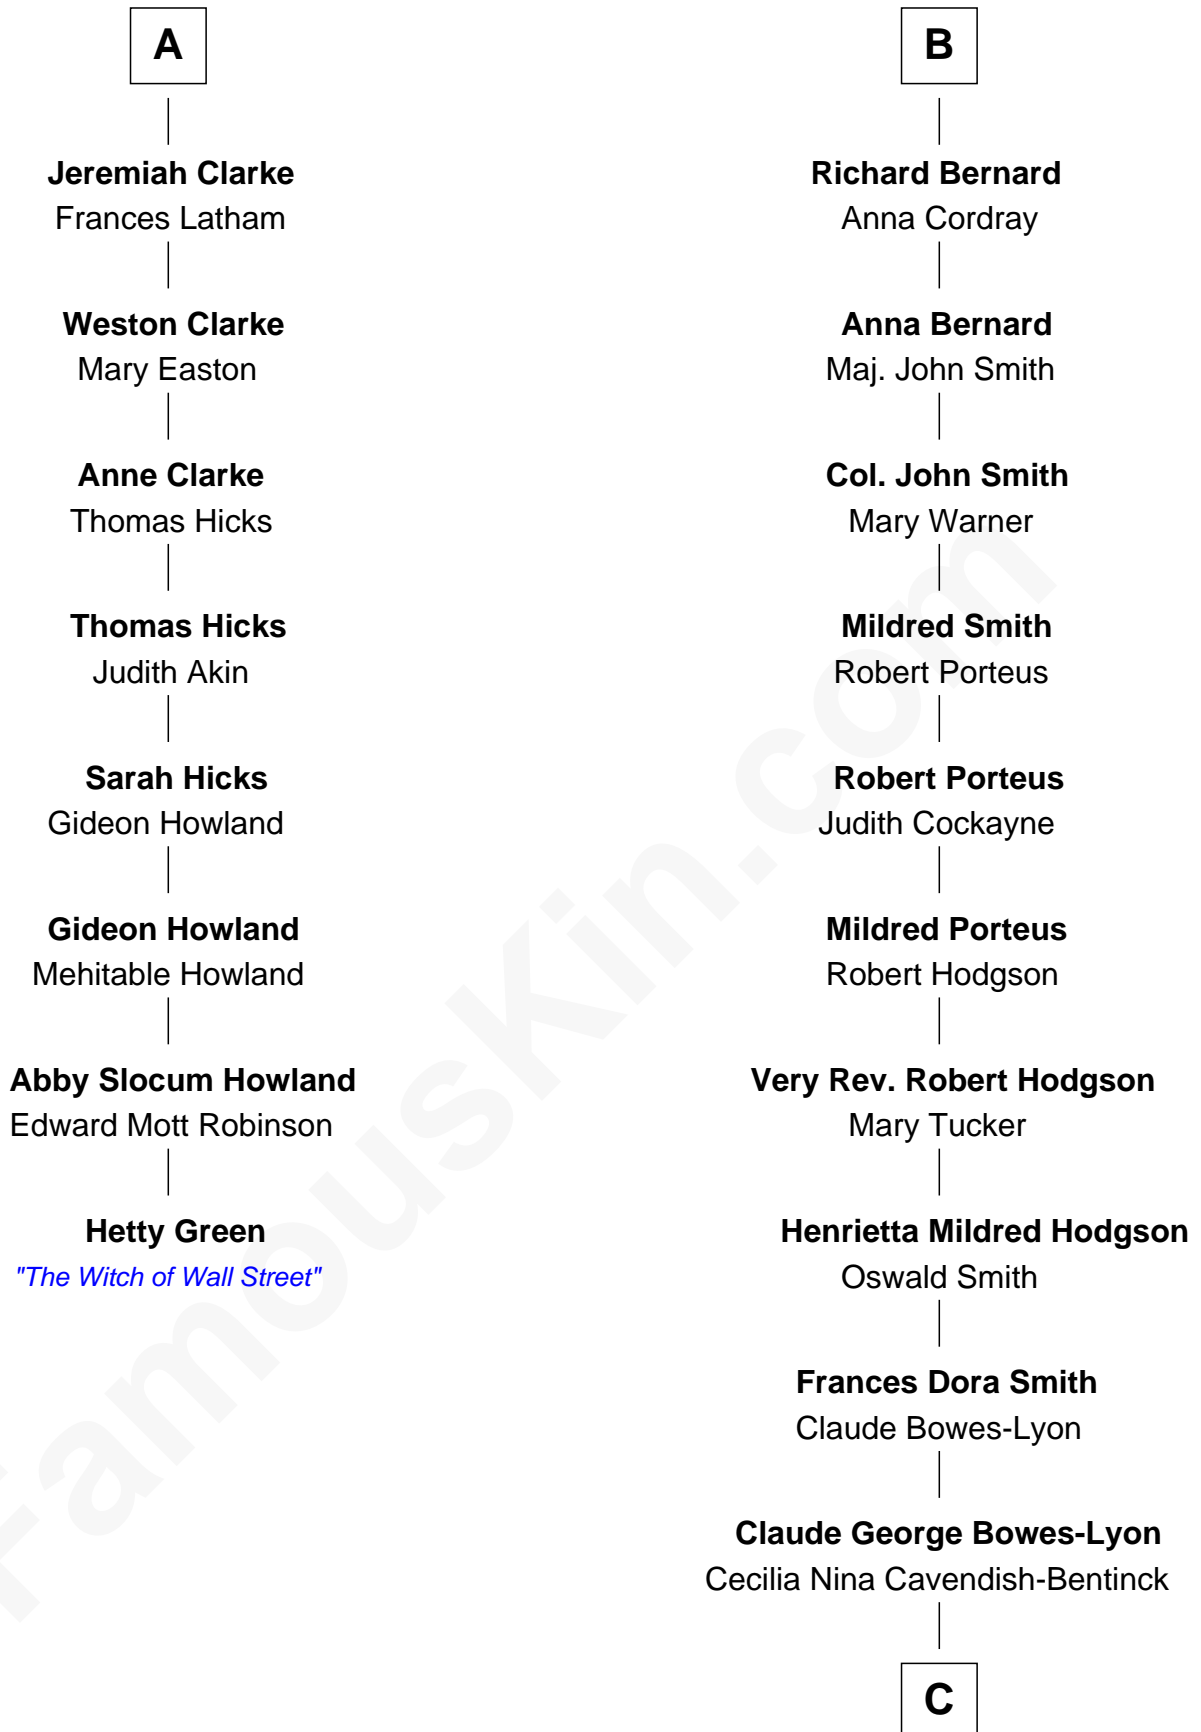 A
Jeremiah Clarke
Frances Latham
Weston Clarke
Mary Easton
Anne Clarke
Thomas Hicks
Thomas Hicks
Judith Akin
Sarah Hicks
Gideon Howland
Gideon Howland
Mehitable Howland
Abby Slocum Howland
Edward Mott Robinson
Hetty Green
"The Witch of Wall Street"
B
Richard Bernard
Anna Cordray
Anna Bernard
Maj. John Smith
Col. John Smith
Mary Warner
Mildred Smith
Robert Porteus
Robert Porteus
Judith Cockayne
Mildred Porteus
Robert Hodgson
Very Rev. Robert Hodgson
Mary Tucker
Henrietta Mildred Hodgson
Oswald Smith
Frances Dora Smith
Claude Bowes-Lyon
Claude George Bowes-Lyon
Cecilia Nina Cavendish-Bentinck
C
FamousKin.com